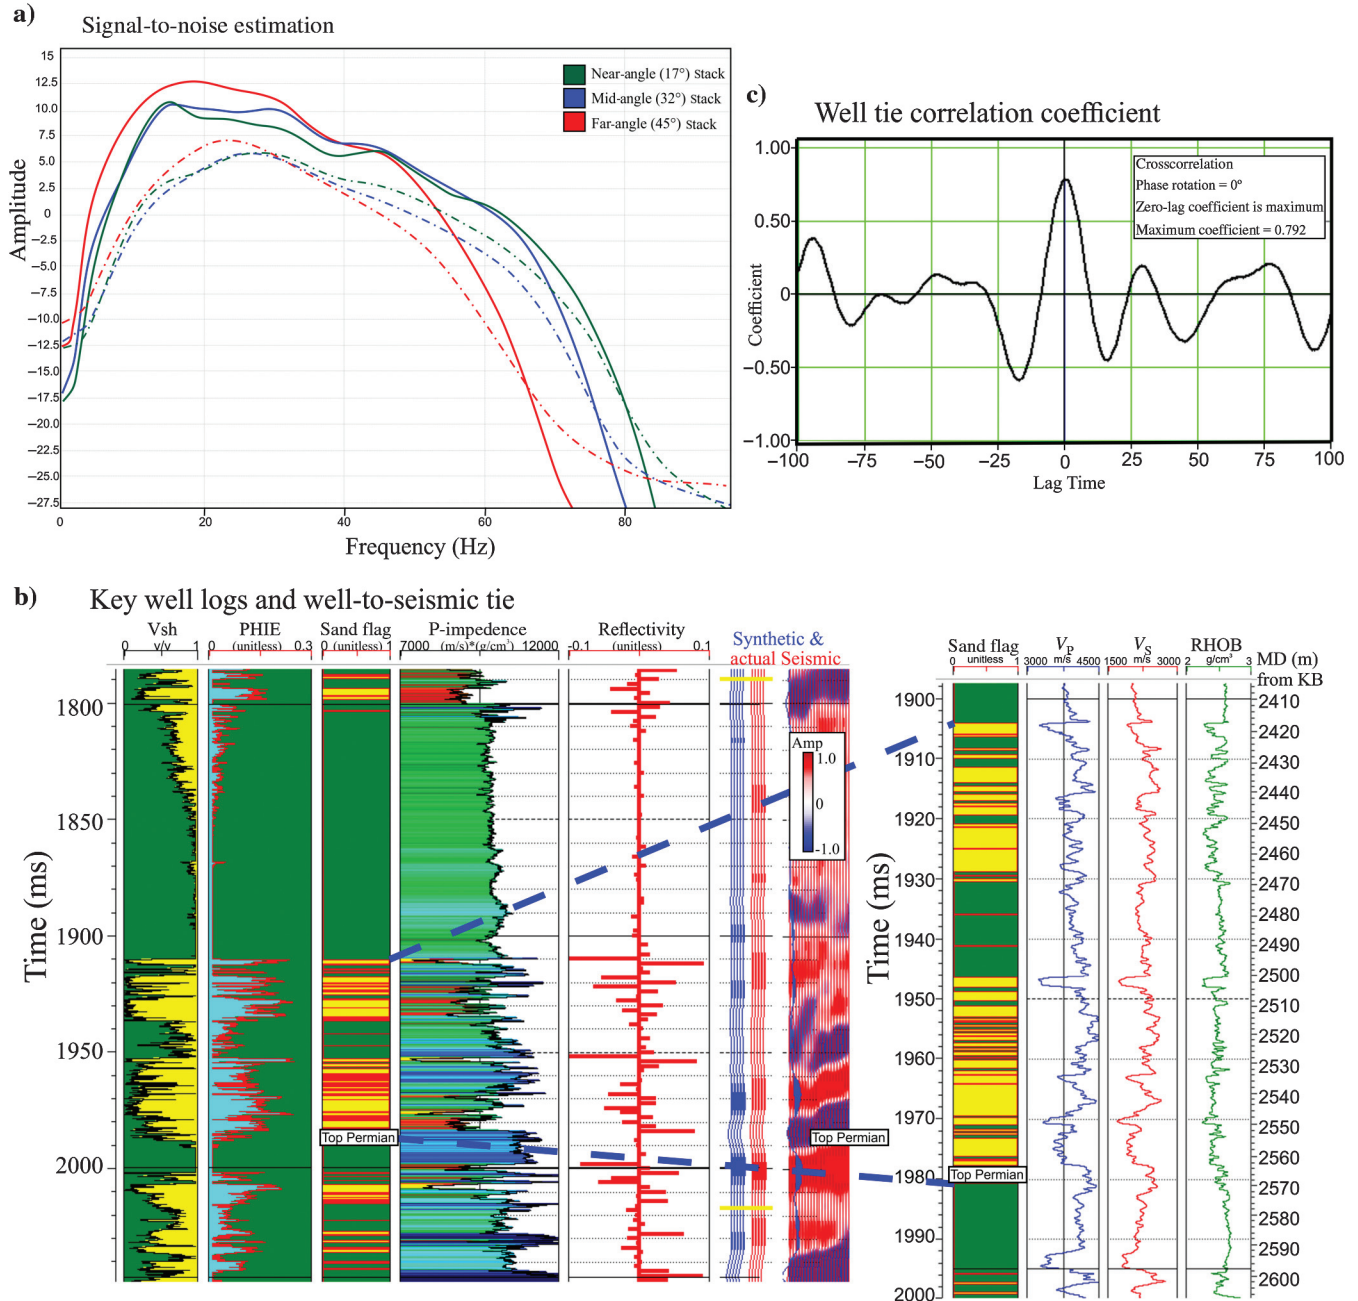 a)
Signal-to-noise estimation
15
12.5
10.0
7.5
5.0
2.5
0
−2.5
−5.0
−7.5
−10.0
−12.5
−15.0
−17.5
−20.0
−22.5
−25.0
−27.5
Amplitude
0 20 40 60 80
Frequency (Hz)
Near-angle (17°) Stack
Mid-angle (32°) Stack
Far-angle (45°) Stack
c)
Well tie correlation coefficient
1.00
0.50
0
−0.50
−1.00
Coefficient
−100 −75 −50 −25 0 25 50 75 100
Lag Time
Crosscorrelation
Phase rotation = 0°
Zero-lag coefficient is maximum
Maximum coefficient = 0.792
b)
Key well logs and well-to-seismic tie
Vsh
0 v/v 1
PHIE
0 (unitless) 0.3
Sand flag
0 (unitless) 1
P-impedence
7000 (m/s)*(g/cm³) 12000
Reflectivity
-0.1 (unitless) 0.1
Synthetic &
actual Seismic
Time (ms)
1800
1850
1900
1950
2000
Amp
1.0
0
-1.0
Top Permian
Top Permian
Sand flag
0 unitless 1
VP
3000 m/s 4500
VS
1500 m/s 3000
RHOB
g/cm³
2 3
MD (m)
from KB
Time (ms)
1900
1910
1920
1930
1940
1950
1960
1970
1980
1990
2000
Top Permian
2410
2420
2430
2440
2450
2460
2470
2480
2490
2500
2510
2520
2530
2540
2550
2560
2570
2580
2590
2600